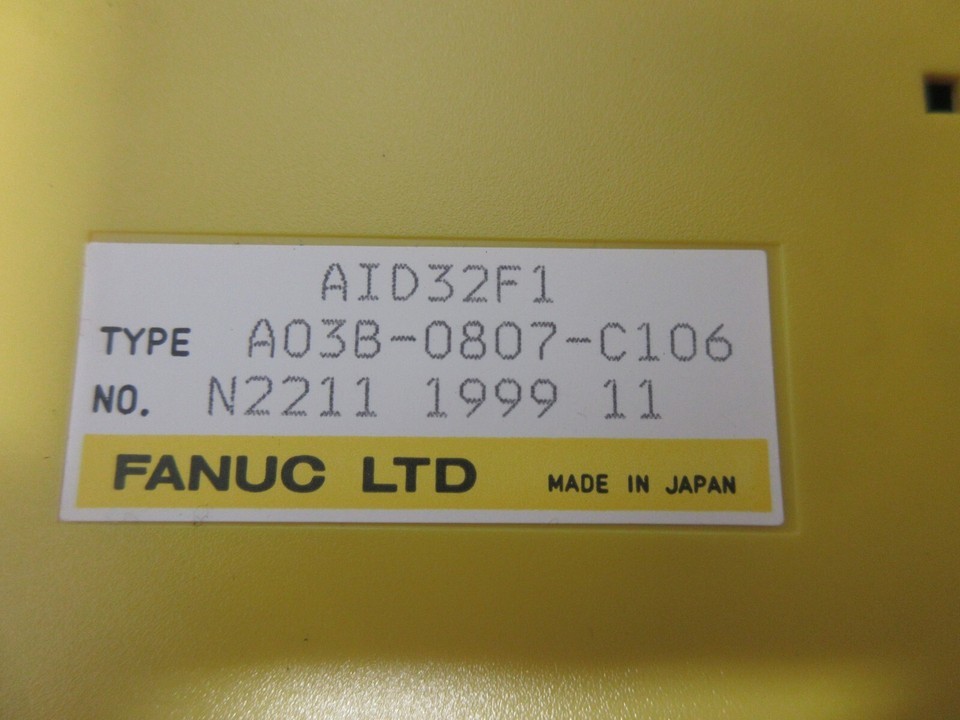 AID32F1
TYPE A03B-0807-C106
NO. N2211 1999 11
FANUC LTD MADE IN JAPAN